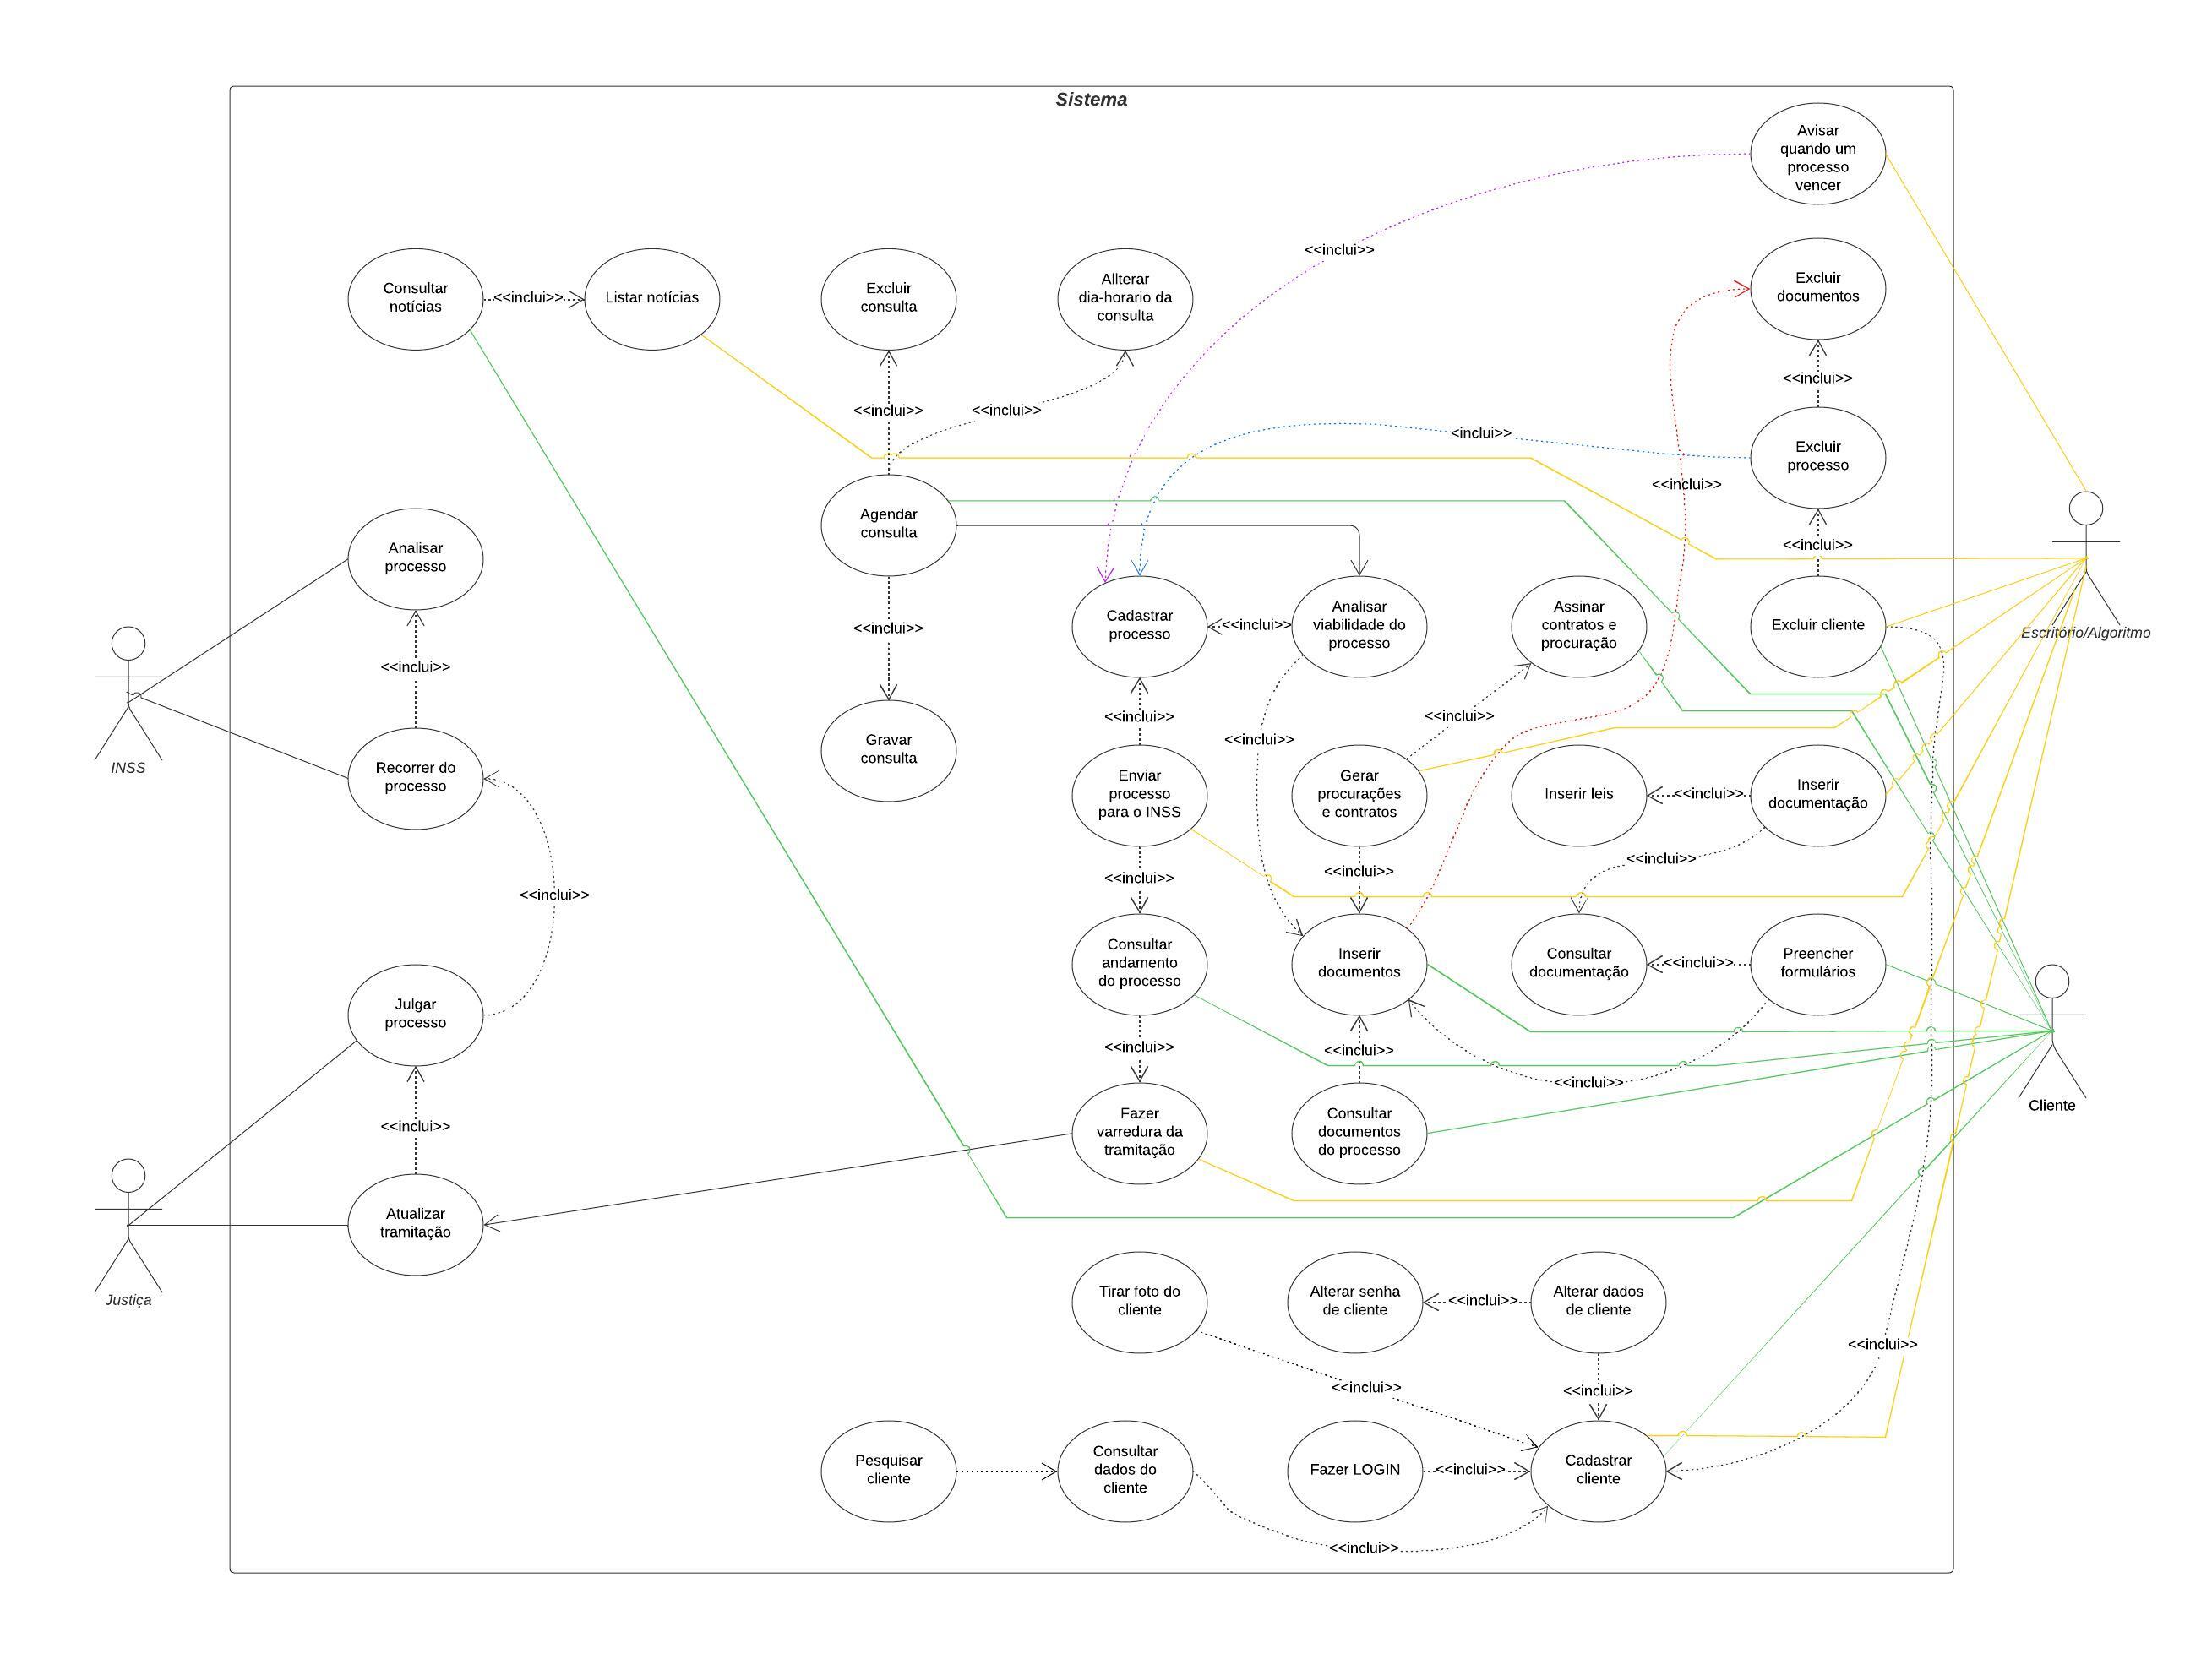 Sistema
Avisar
quando um
processo
vencer
<<inclui>>
Consultar
notícias
<<inclui>>
Listar notícias
Excluir
consulta
Allterar
dia-horario da
consulta
Excluir
documentos
<<inclui>>
<<inclui>>
<<inclui>>
<inclui>>
Excluir
processo
<<inclui>>
Agendar
consulta
<<inclui>>
Analisar
processo
<<inclui>>
Cadastrar
processo
<<inclui>>
Analisar
viabilidade do
processo
Assinar
contratos e
procuração
Excluir cliente
Escritório/Algoritmo
<<inclui>>
<<inclui>>
<<inclui>>
<<inclui>>
INSS
Recorrer do
processo
Gravar
consulta
Enviar
processo
para o INSS
Gerar
procurações
e contratos
Inserir leis
<<inclui>>
Inserir
documentação
<<inclui>>
<<inclui>>
<<inclui>>
<<inclui>>
Consultar
andamento
do processo
Inserir
documentos
Consultar
documentação
<<inclui>>
Preencher
formulários
Julgar
processo
<<inclui>>
<<inclui>>
<<inclui>>
Cliente
<<inclui>>
Fazer
varredura da
tramitação
Consultar
documentos
do processo
Atualizar
tramitação
Justiça
Tirar foto do
cliente
Alterar senha
de cliente
<<inclui>>
Alterar dados
de cliente
<<inclui>>
<<inclui>>
<<inclui>>
Pesquisar
cliente
Consultar
dados do
cliente
Fazer LOGIN
<<inclui>>
Cadastrar
cliente
<<inclui>>